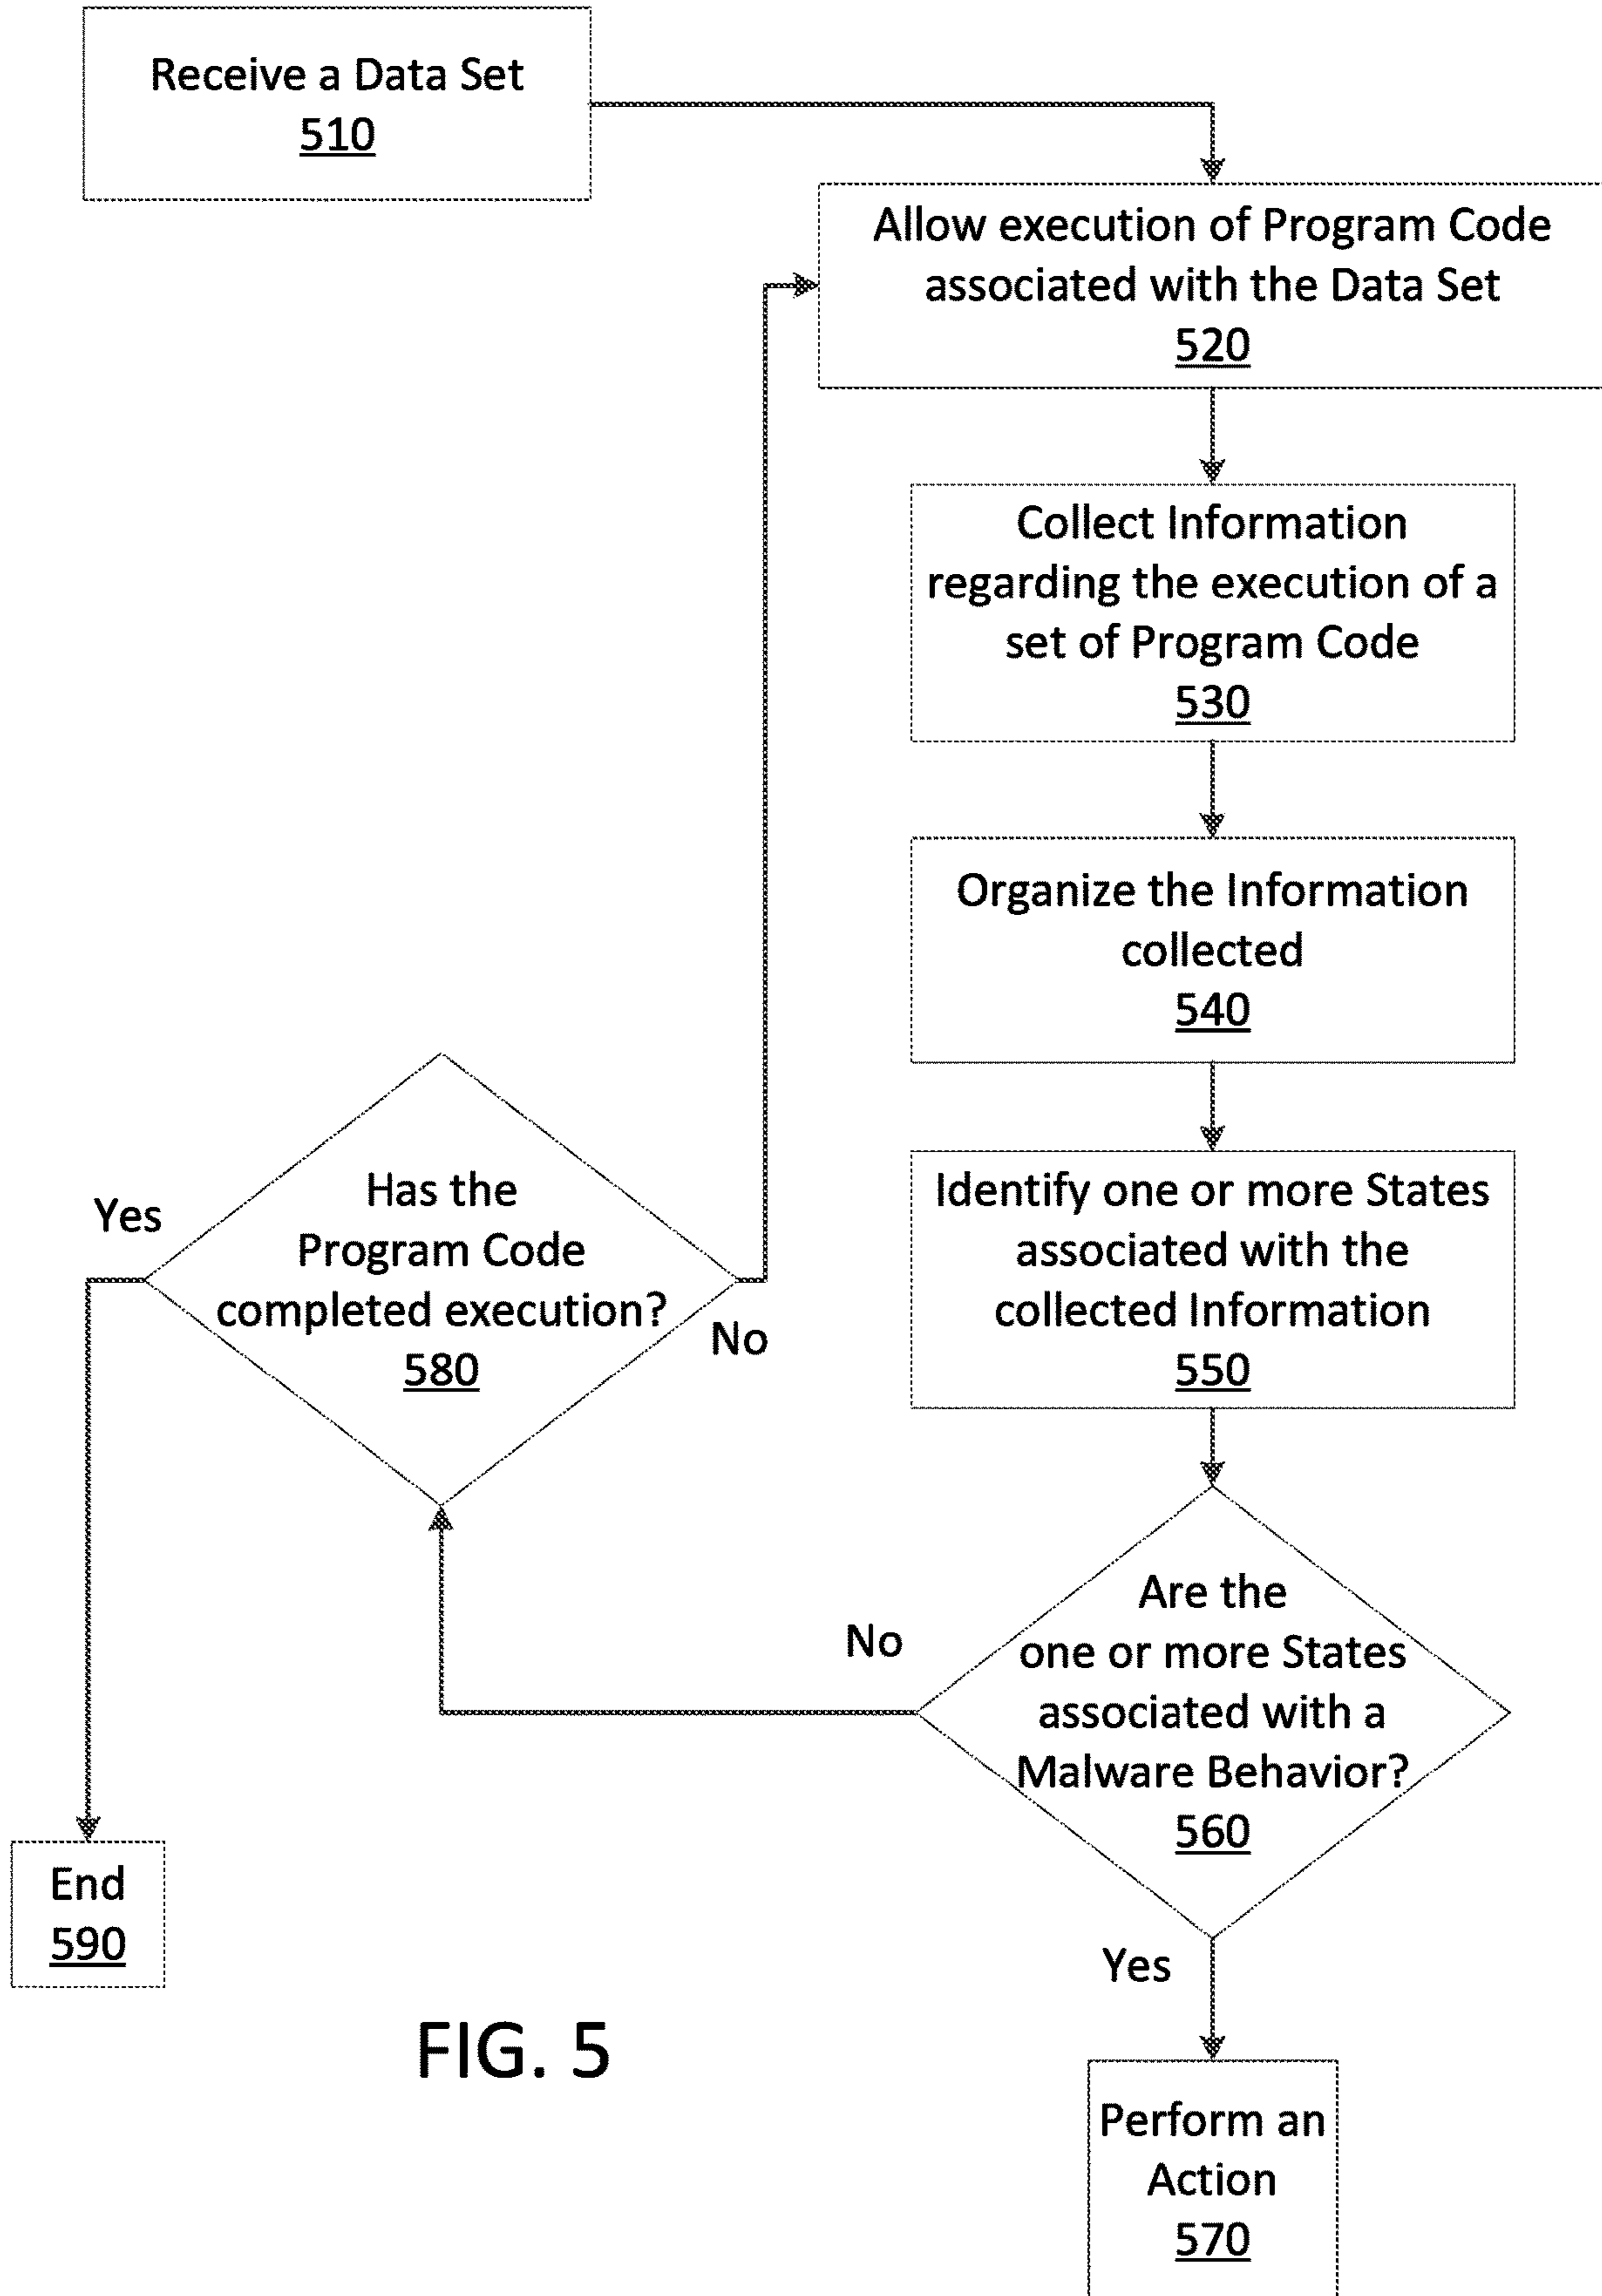 Receive a Data Set
510
Allow execution of Program Code
associated with the Data Set
520
Collect Information
regarding the execution of a
set of Program Code
530
Organize the Information
collected
540
Identify one or more States
associated with the
collected Information
550
Are the
one or more States
associated with a
Malware Behavior?
560
No
Yes
Has the
Program Code
completed execution?
580
Yes
No
End
590
Perform an
Action
570
FIG. 5